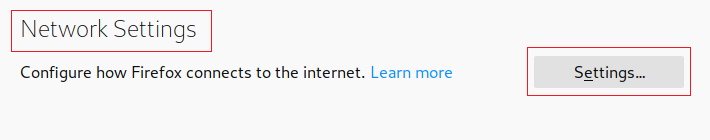 Network Settings
Configure how Firefox connects to the internet. Learn more
Settings...